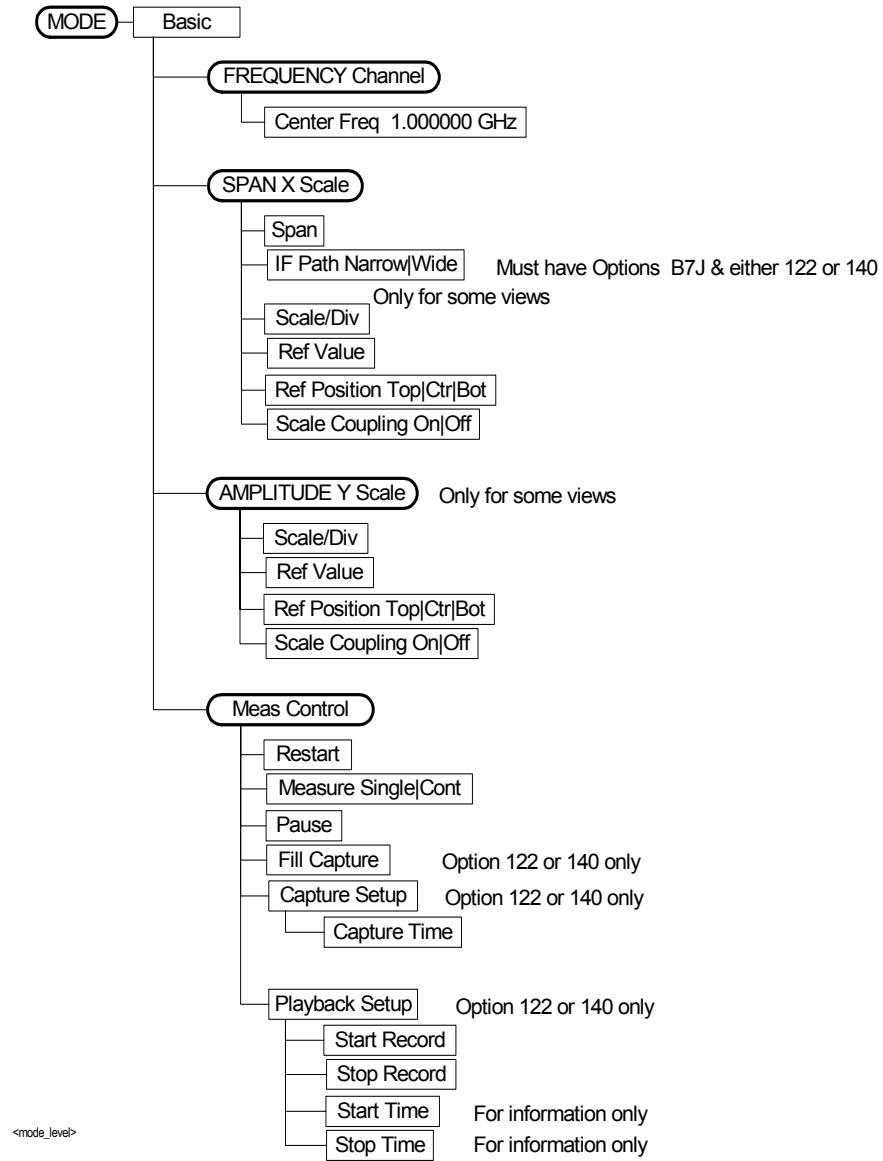 MODE Basic
FREQUENCY Channel
Center Freq 1.000000 GHz
SPAN X Scale
Span
IF Path Narrow|Wide Must have Options B7J & either 122 or 140
Only for some views
Scale/Div
Ref Value
Ref Position Top|Ctr|Bot
Scale Coupling On|Off
AMPLITUDE Y Scale Only for some views
Scale/Div
Ref Value
Ref Position Top|Ctr|Bot
Scale Coupling On|Off
Meas Control
Restart
Measure Single|Cont
Pause
Fill Capture Option 122 or 140 only
Capture Setup Option 122 or 140 only
Capture Time
Playback Setup Option 122 or 140 only
Start Record
Stop Record
Start Time For information only
Stop Time For information only
<mode_level>